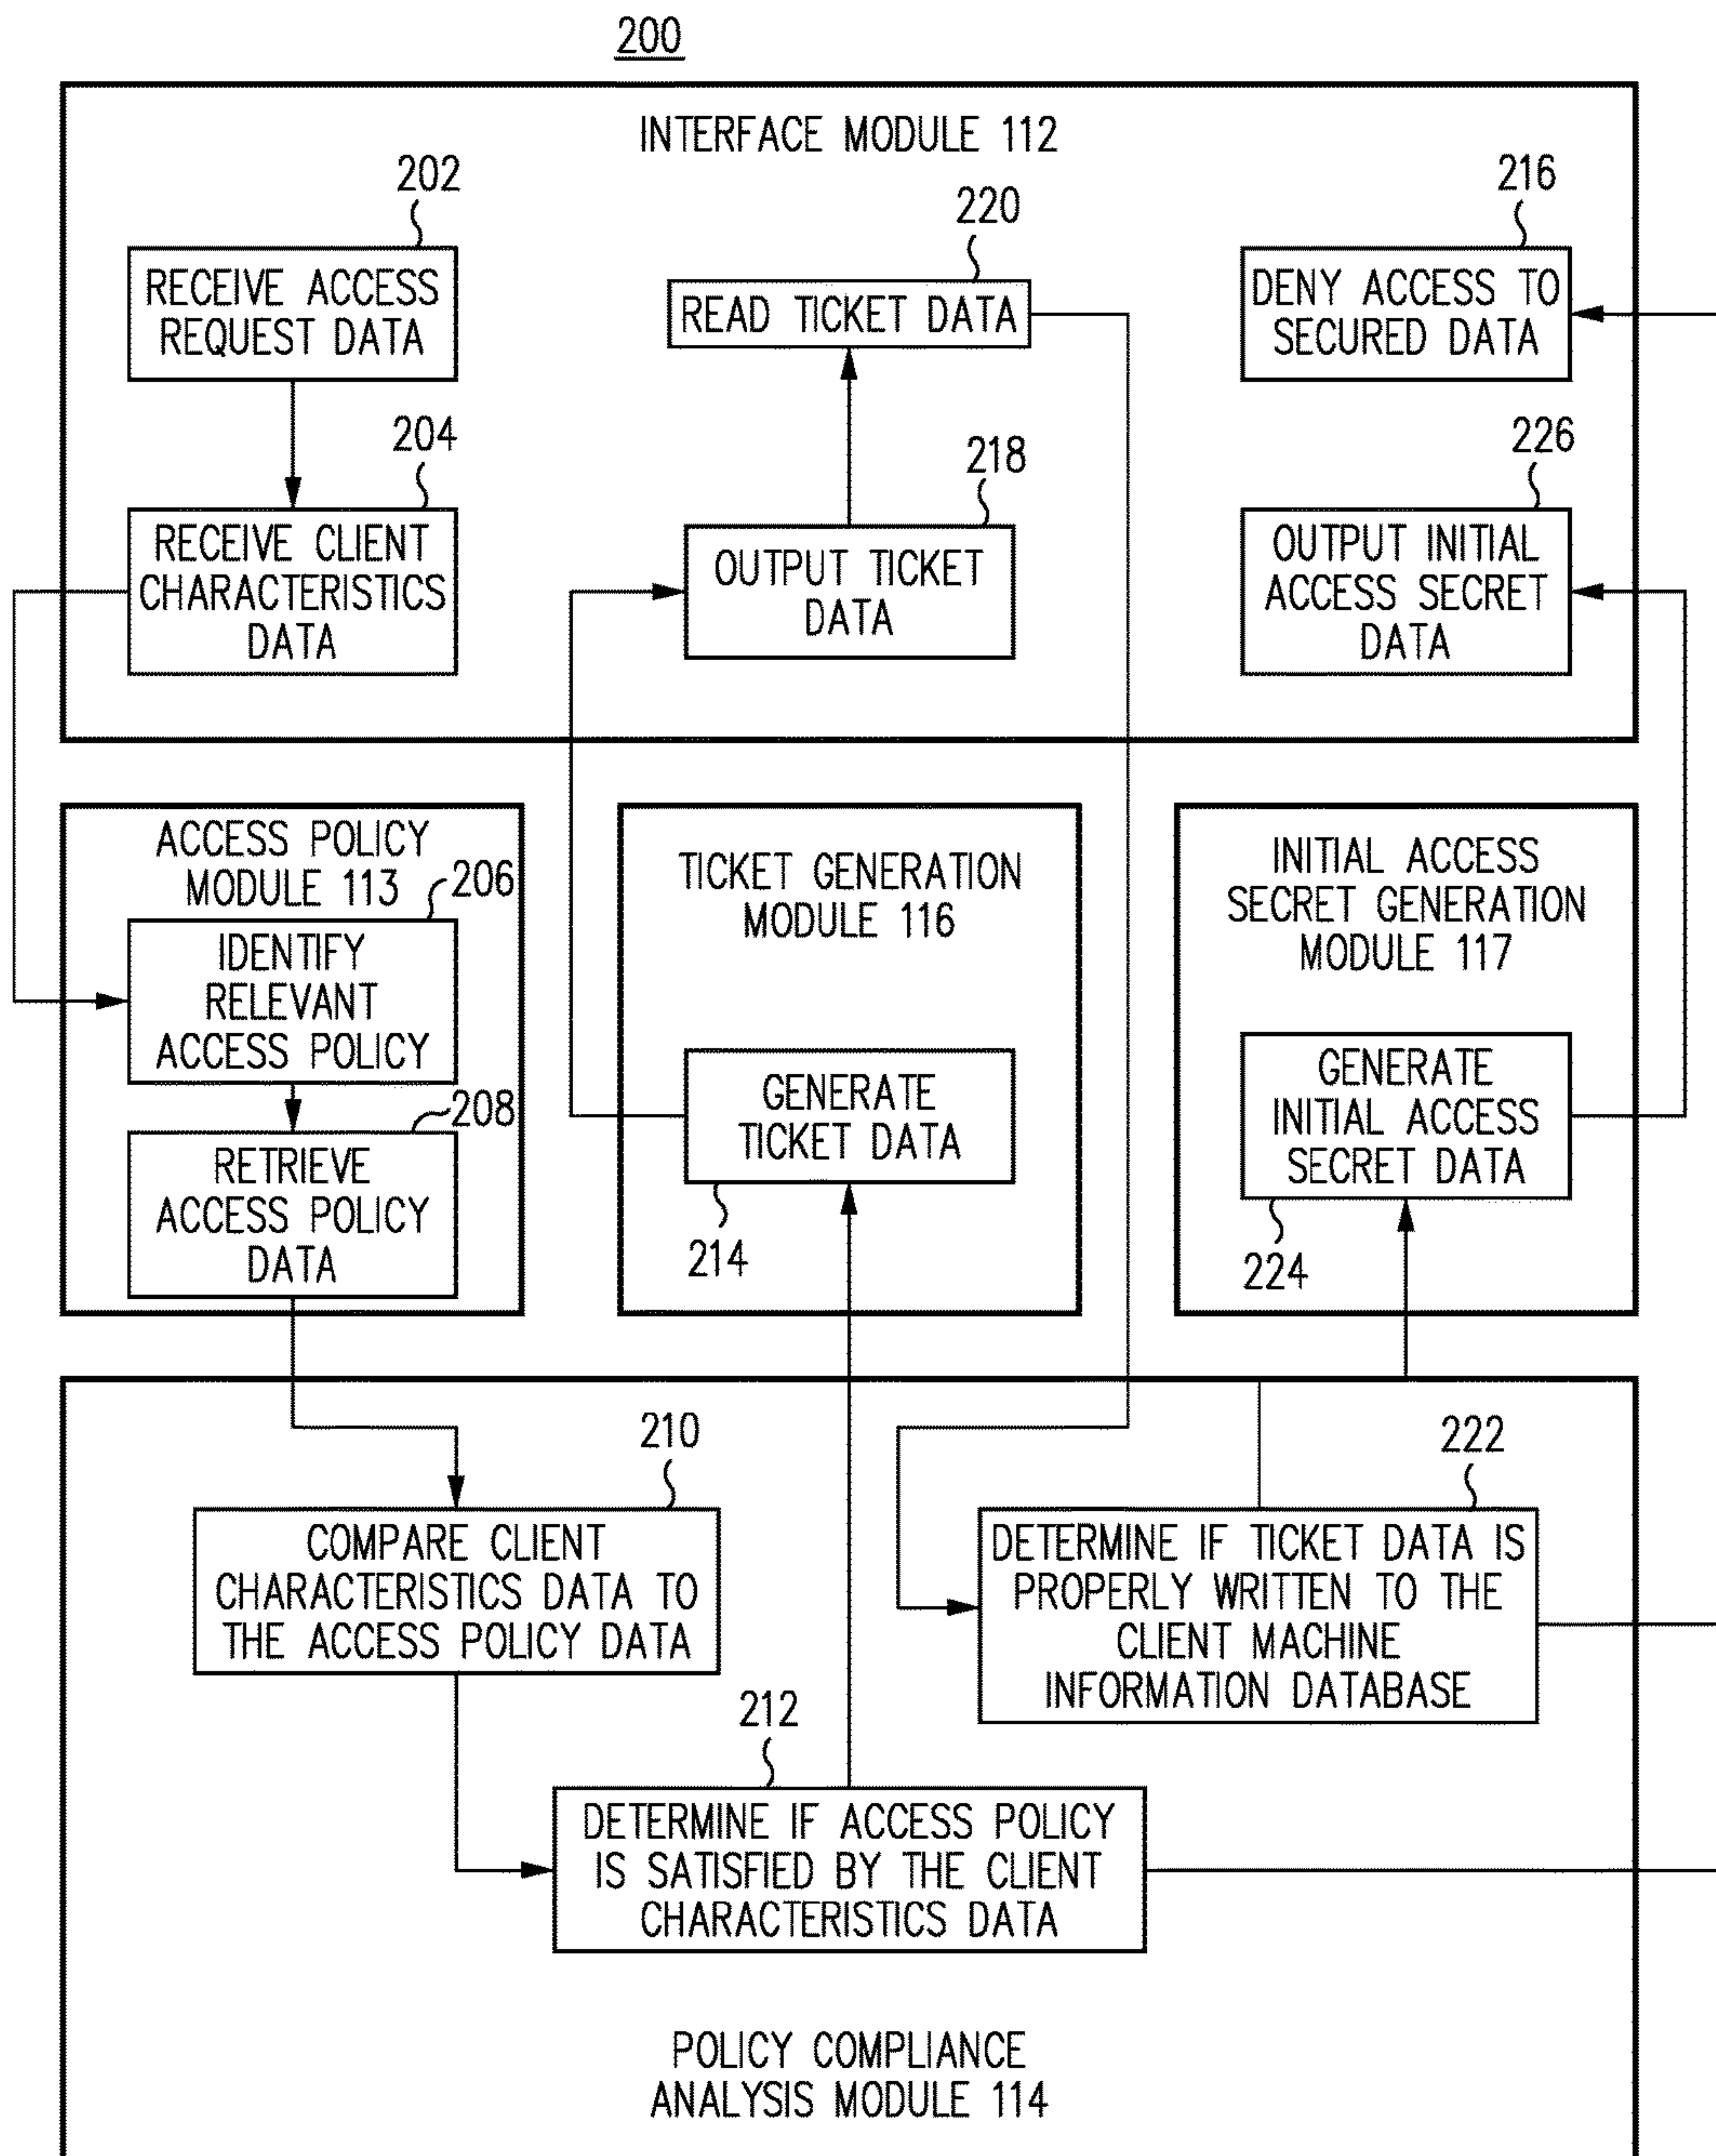 200
INTERFACE MODULE 112
202
RECEIVE ACCESS
REQUEST DATA
204
RECEIVE CLIENT
CHARACTERISTICS
DATA
220
READ TICKET DATA
218
OUTPUT TICKET
DATA
216
DENY ACCESS TO
SECURED DATA
226
OUTPUT INITIAL
ACCESS SECRET
DATA
ACCESS POLICY
MODULE 113
206
IDENTIFY
RELEVANT
ACCESS POLICY
208
RETRIEVE
ACCESS POLICY
DATA
TICKET GENERATION
MODULE 116
GENERATE
TICKET DATA
214
INITIAL ACCESS
SECRET GENERATION
MODULE 117
GENERATE
INITIAL ACCESS
SECRET DATA
224
210
COMPARE CLIENT
CHARACTERISTICS DATA TO
THE ACCESS POLICY DATA
222
DETERMINE IF TICKET DATA IS
PROPERLY WRITTEN TO THE
CLIENT MACHINE
INFORMATION DATABASE
212
DETERMINE IF ACCESS POLICY
IS SATISFIED BY THE CLIENT
CHARACTERISTICS DATA
POLICY COMPLIANCE
ANALYSIS MODULE 114